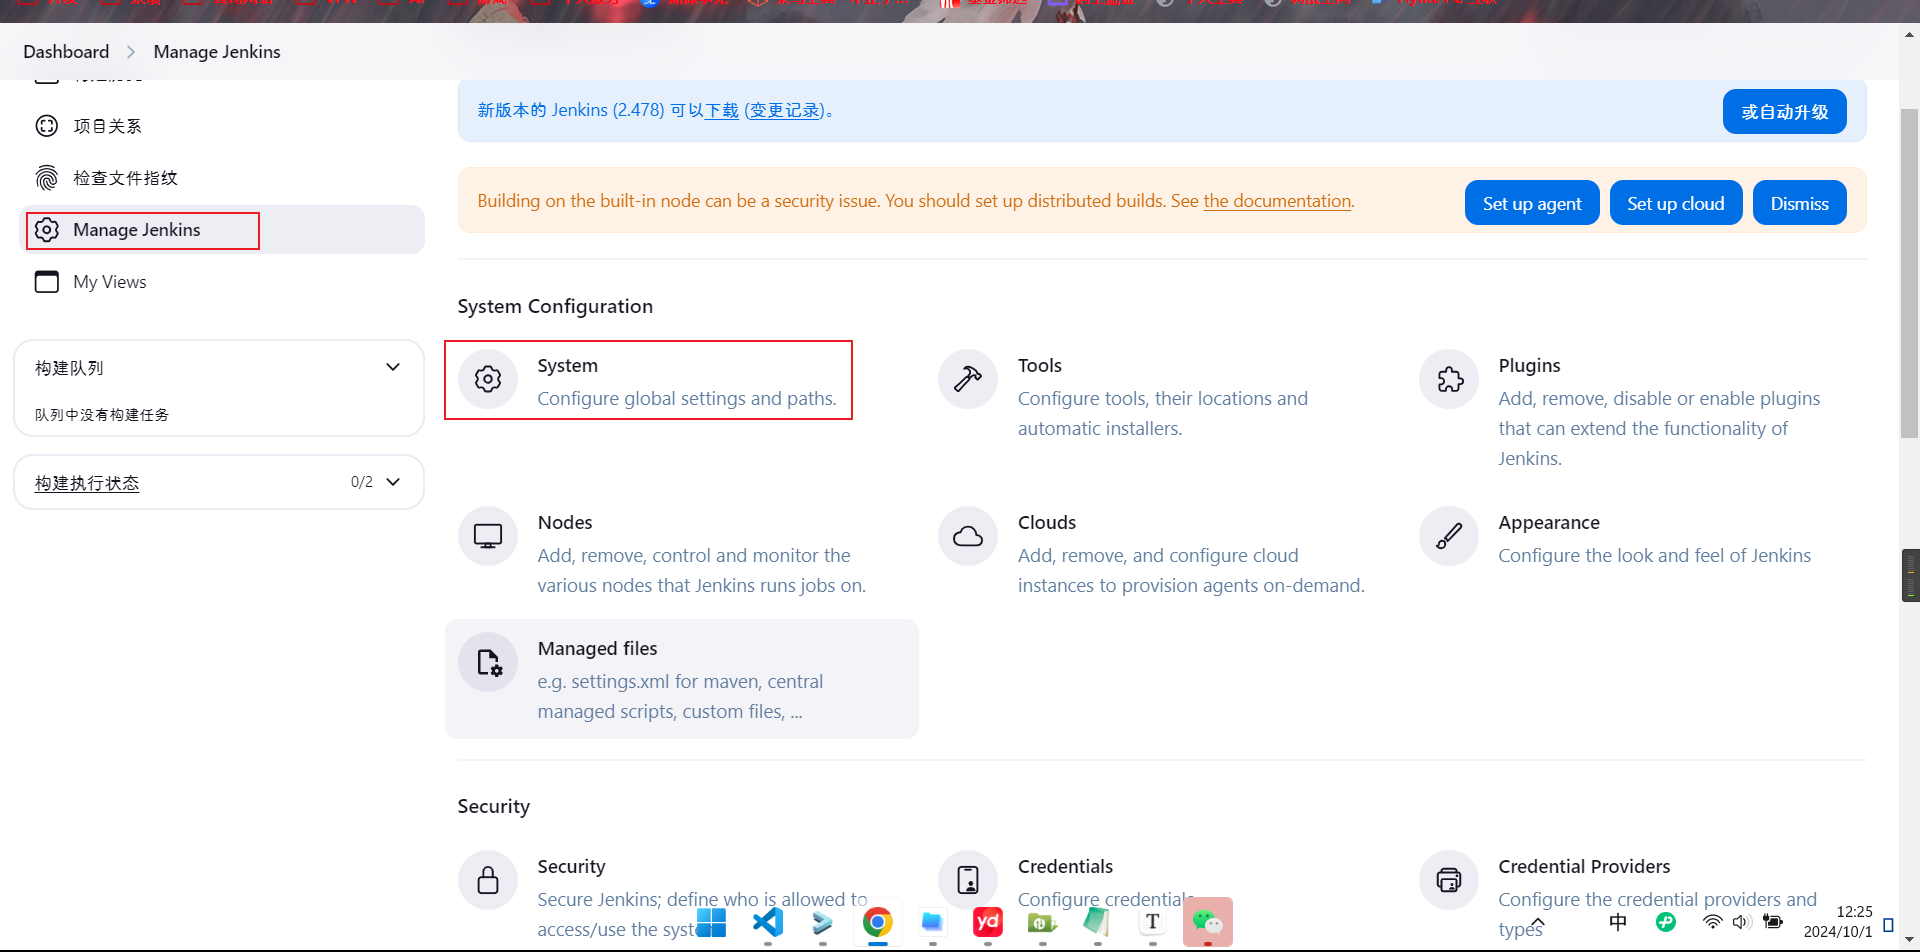 Dashboard
Manage Jenkins
项目关系
检查文件指纹
Manage Jenkins
My Views
构建队列
队列中没有构建任务
构建执行状态
0/2
新版本的 Jenkins (2.478) 可以下载 (变更记录)。
或自动升级
Building on the built-in node can be a security issue. You should set up distributed builds. See the documentation.
Set up agent
Set up cloud
Dismiss
System Configuration
System
Configure global settings and paths.
Tools
Configure tools, their locations and
automatic installers.
Plugins
Add, remove, disable or enable plugins
that can extend the functionality of
Jenkins.
Nodes
Add, remove, control and monitor the
various nodes that Jenkins runs jobs on.
Clouds
Add, remove, and configure cloud
instances to provision agents on-demand.
Appearance
Configure the look and feel of Jenkins
Managed files
e.g. settings.xml for maven, central
managed scripts, custom files, ...
Security
Security
Secure Jenkins; define who is allowed to
access/use the system
Credentials
Configure credentials
Credential Providers
Configure the credential providers and
types
yd
T
中
12:25
2024/10/1